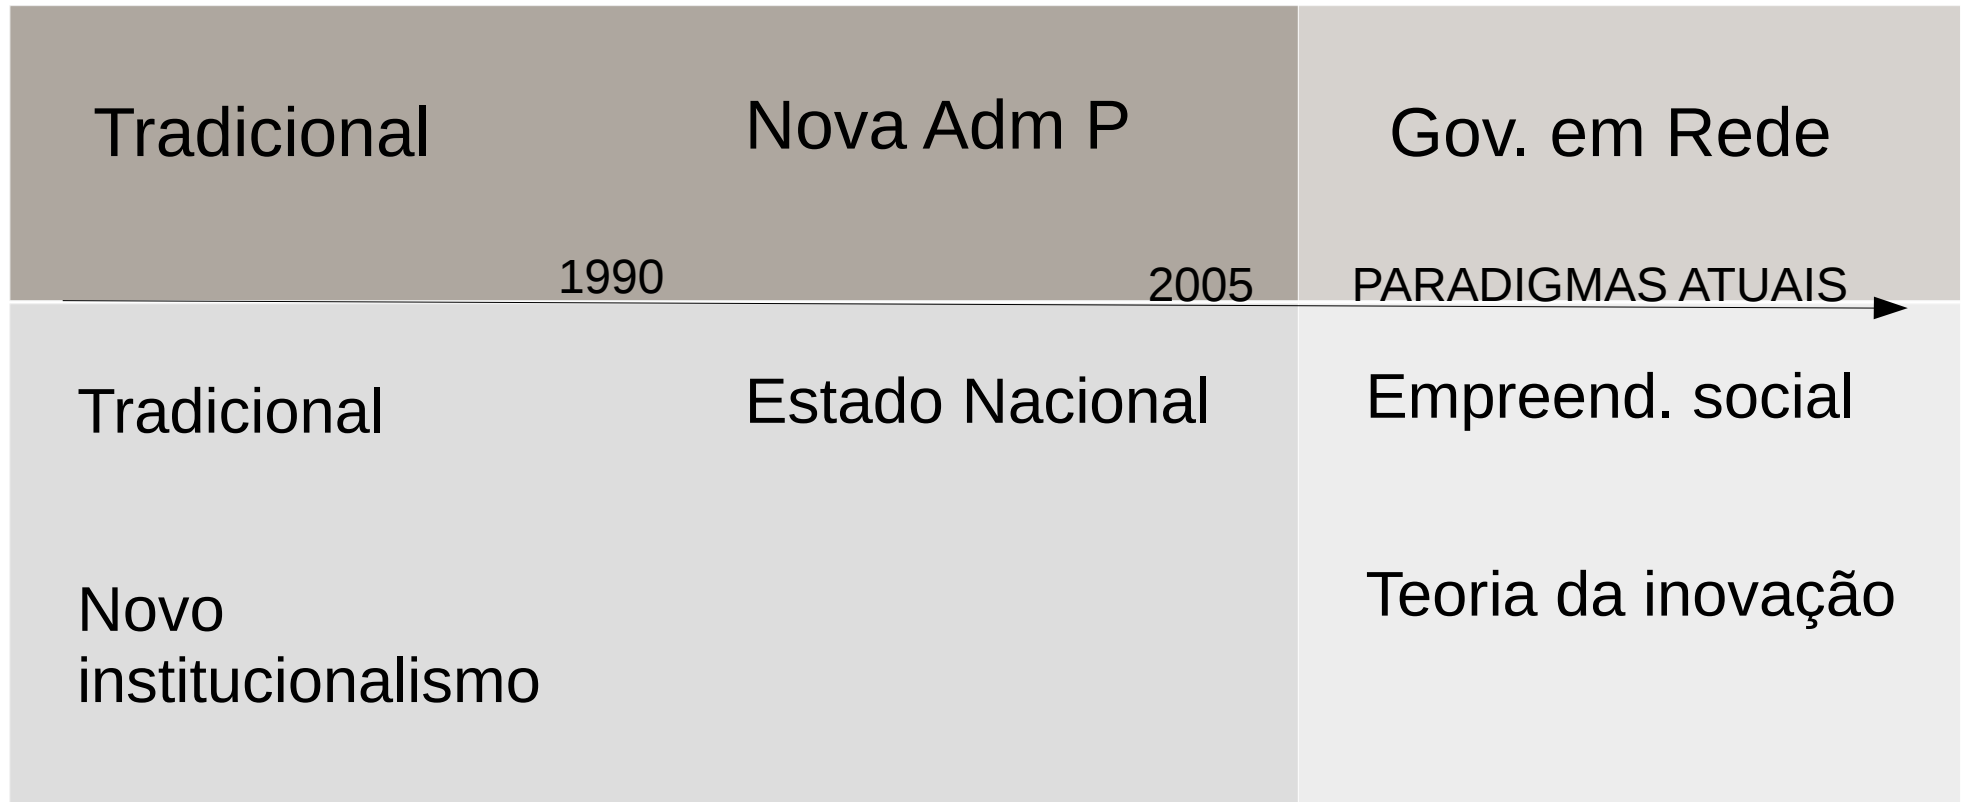 Tradicional
Nova Adm P
Gov. em Rede
1990
2005
PARADIGMAS ATUAIS
Tradicional
Estado Nacional
Empreend. social
Novo
institucionalismo
Teoria da inovação